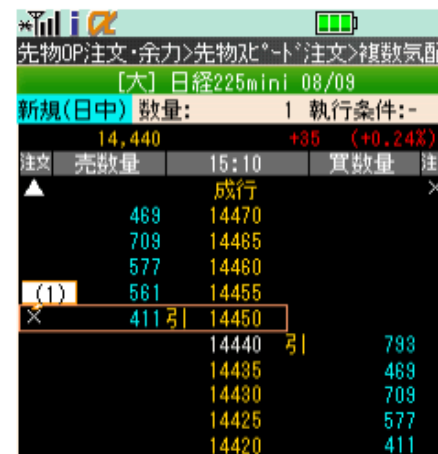 iα
先物OP注文・余力>先物ｽﾋﾟｰﾄﾞ注文>複数気配
[大] 日経225mini 08/09
新規(日中) 数量: 1 執行条件:-
14,440 +35 (+0.24%)
注文 売数量 15:10 買数量 注
△ 成行 ×
469 14470
709 14465
577 14460
(1) 561 14455
× 411引 14450
14440 引 793
14435 469
14430 709
14425 577
14420 411